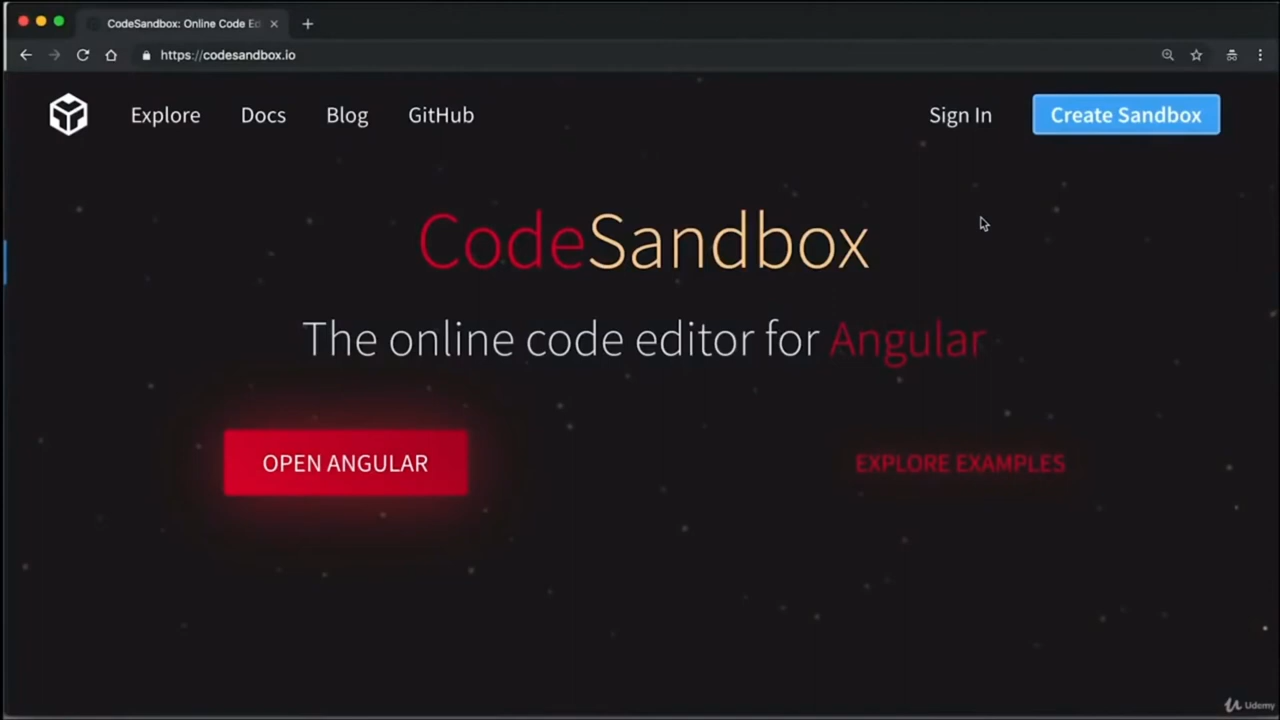 CodeSandbox: Online Code Ed
https://codesandbox.io
Explore Docs Blog GitHub Sign In Create Sandbox
CodeSandbox
The online code editor for Angular
OPEN ANGULAR EXPLORE EXAMPLES
Udemy